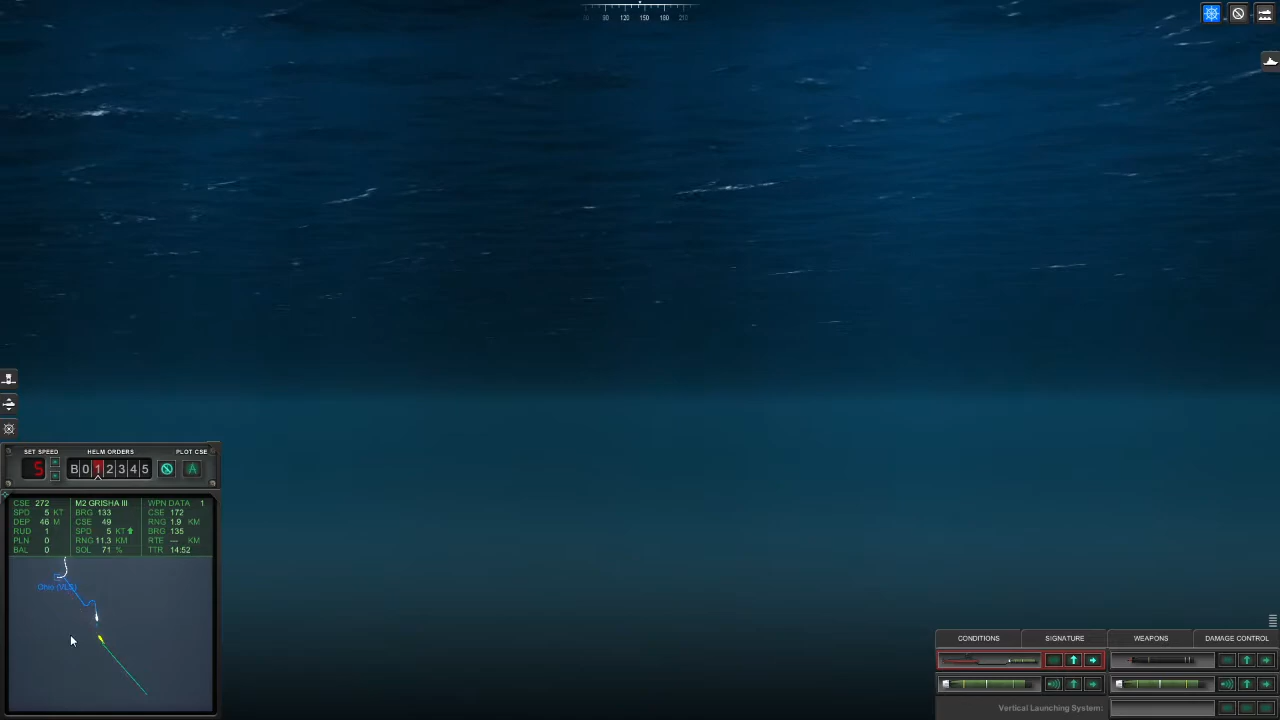 90 120 150 180 210
SET SPEED HELM ORDERS PLOT CSE
5 B 0 1 2 3 4 5 A
CSE 272 M2 GRISHA III WPN DATA 1
SPD 5 KT BRG 133 CSE 172
DEP 46 M CSE 49 RNG 1.9 KM
RUD 1 SPD 5 KT BRG 135
PLN 0 RNG 11.3 KM RTE --- KM
BAL 0 SOL 71 % TTR 14:52
Ohio (VLS)
CONDITIONS SIGNATURE WEAPONS DAMAGE CONTROL
Vertical Launching System: